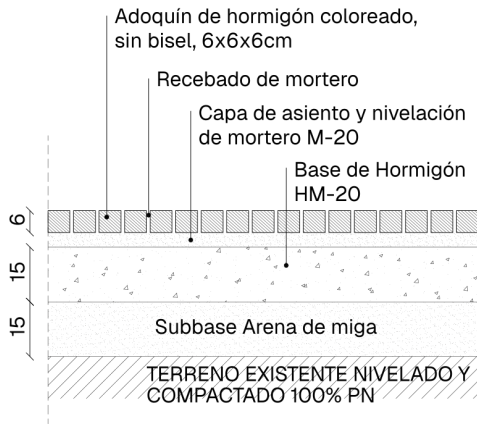 Adoquín de hormigón coloreado,
sin bisel, 6x6x6cm
Recebado de mortero
Capa de asiento y nivelación
de mortero M-20
Base de Hormigón
HM-20
6
15
15
Subbase Arena de miga
TERRENO EXISTENTE NIVELADO Y
COMPACTADO 100% PN